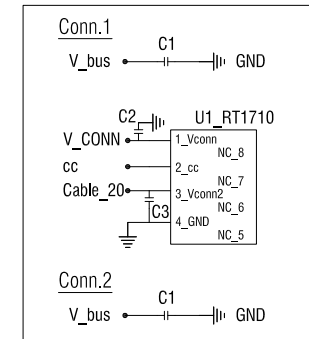 Conn.1
C1
V_bus GND
C2 U1_RT1710
V_CONN 1_Vconn
NC_8
cc 2_cc
NC_7
Cable_20 3_Vconn2
NC_6
C3 4_GND
NC_5
Conn.2
C1
V_bus GND